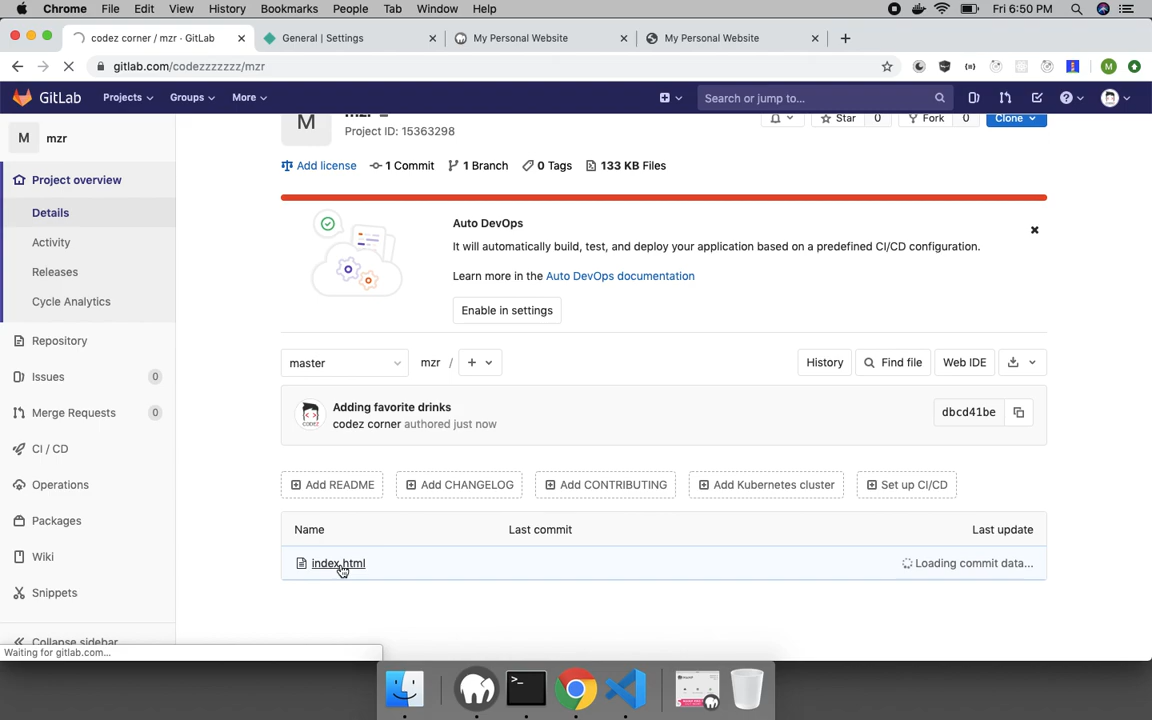 Chrome File Edit View History Bookmarks People Tab Window Help Fri 6:50 PM
codez corner / mzr · GitLab General | Settings My Personal Website My Personal Website
gitlab.com/codezzzzzzz/mzr M
GitLab Projects Groups More Search or jump to...
M mzr
M
Project ID: 15363298
Star 0 Fork 0 Clone
Add license 1 Commit 1 Branch 0 Tags 133 KB Files
Project overview
Details
Activity
Releases
Cycle Analytics
Repository
Issues 0
Merge Requests 0
CI / CD
Operations
Packages
Wiki
Snippets
Collapse sidebar
Auto DevOps
It will automatically build, test, and deploy your application based on a predefined CI/CD configuration.
Learn more in the Auto DevOps documentation
Enable in settings
master mzr / + History Find file Web IDE
Adding favorite drinks
codez corner authored just now
dbcd41be
Add README Add CHANGELOG Add CONTRIBUTING Add Kubernetes cluster Set up CI/CD
Name Last commit Last update
index.html Loading commit data...
Waiting for gitlab.com...